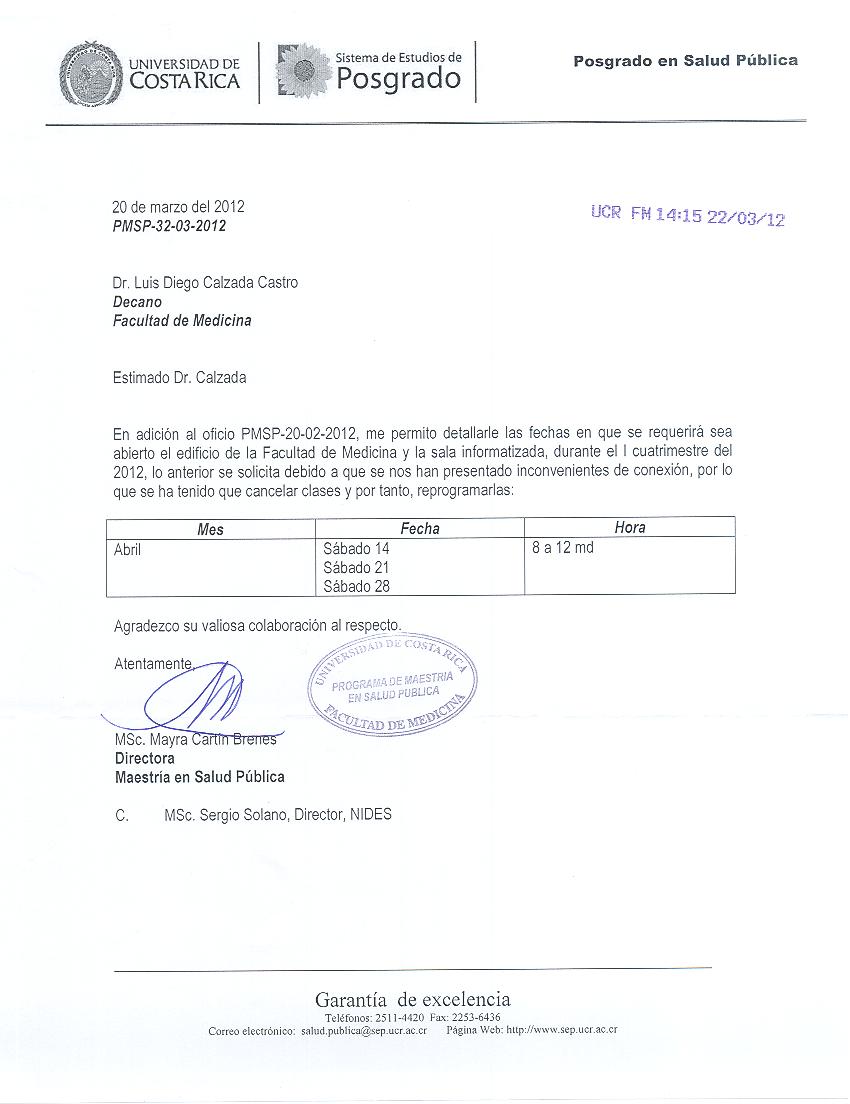 UNIVERSIDAD DE
COSTA RICA
Sistema de Estudios de
Posgrado
Posgrado en Salud Pública
20 de marzo del 2012
PMSP-32-03-2012
UCR FM 14:15 22/03/12
Dr. Luis Diego Calzada Castro
Decano
Facultad de Medicina
Estimado Dr. Calzada
En adición al oficio PMSP-20-02-2012, me permito detallarle las fechas en que se requerirá sea
abierto el edificio de la Facultad de Medicina y la sala informatizada, durante el I cuatrimestre del
2012, lo anterior se solicita debido a que se nos han presentado inconvenientes de conexión, por lo
que se ha tenido que cancelar clases y por tanto, reprogramarlas:
Mes Fecha Hora
Abril Sábado 14 8 a 12 md
Sábado 21
Sábado 28
Agradezco su valiosa colaboración al respecto.
Atentamente,
UNIVERSIDAD DE COSTA RICA
PROGRAMA DE MAESTRIA
EN SALUD PUBLICA
FACULTAD DE MEDICINA
MSc. Mayra Cartín Brenes
Directora
Maestría en Salud Pública
C. MSc. Sergio Solano, Director, NIDES
Garantía de excelencia
Teléfonos: 2511-4420 Fax: 2253-6436
Correo electrónico: salud.publica@sep.ucr.ac.cr Página Web: http://www.sep.ucr.ac.cr